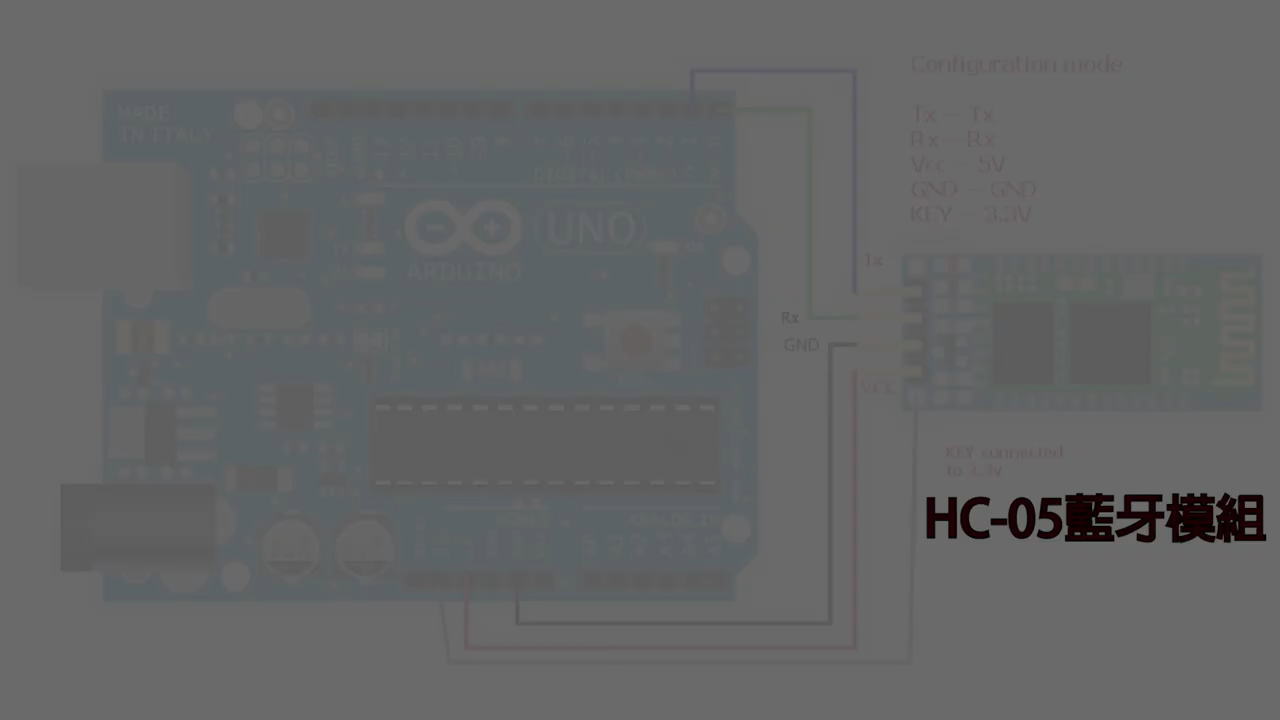 Configuration mode
MADE
IN ITALY
Tx - Tx
Rx - Rx
Vcc - 5V
GND - GND
KEY - 3.3V
UNO
ARDUINO
Tx
Rx
GND
VCC
KEY connected
to 3.3V
HC-05藍牙模組